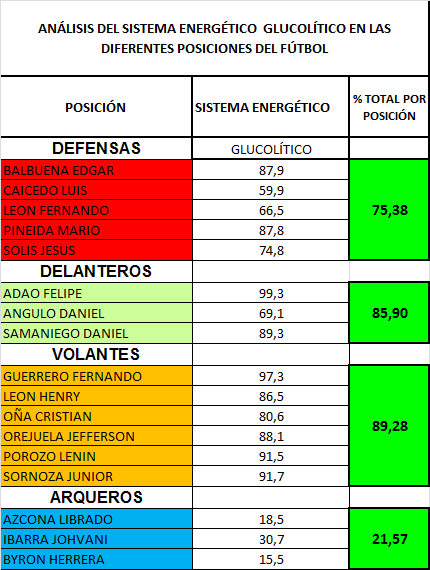 ANÁLISIS DEL SISTEMA ENERGÉTICO GLUCOLÍTICO EN LAS
DIFERENTES POSICIONES DEL FÚTBOL
POSICIÓN SISTEMA ENERGÉTICO % TOTAL POR POSICIÓN
DEFENSAS GLUCOLÍTICO
BALBUENA EDGAR 87,9
CAICEDO LUIS 59,9
LEON FERNANDO 66,5 75,38
PINEIDA MARIO 87,8
SOLIS JESUS 74,8
DELANTEROS
ADAO FELIPE 99,3
ANGULO DANIEL 69,1 85,90
SAMANIEGO DANIEL 89,3
VOLANTES
GUERRERO FERNANDO 97,3
LEON HENRY 86,5
OÑA CRISTIAN 80,6 89,28
OREJUELA JEFFERSON 88,1
POROZO LENIN 91,5
SORNOZA JUNIOR 91,7
ARQUEROS
AZCONA LIBRADO 18,5
IBARRA JOHVANI 30,7 21,57
BYRON HERRERA 15,5